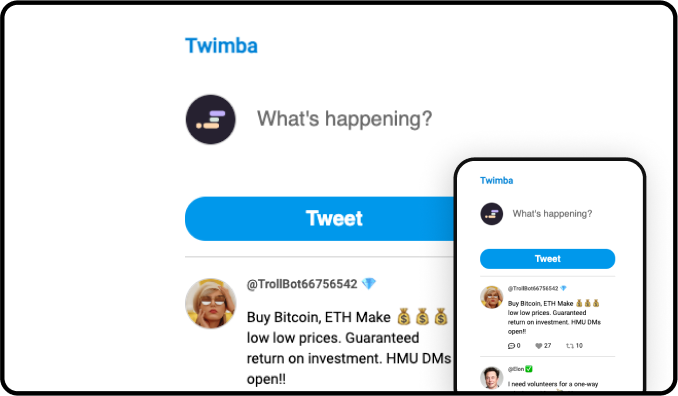 Twimba
What's happening?
Tweet
@TrollBot66756542 💎
Buy Bitcoin, ETH Make 💰💰💰
low low prices. Guaranteed
return on investment. HMU DMs
open!!
Twimba
What's happening?
Tweet
@TrollBot66756542 💎
Buy Bitcoin, ETH Make 💰💰💰
low low prices. Guaranteed
return on investment. HMU DMs
open!!
0 27 10
@Elon ✅
I need volunteers for a one-way